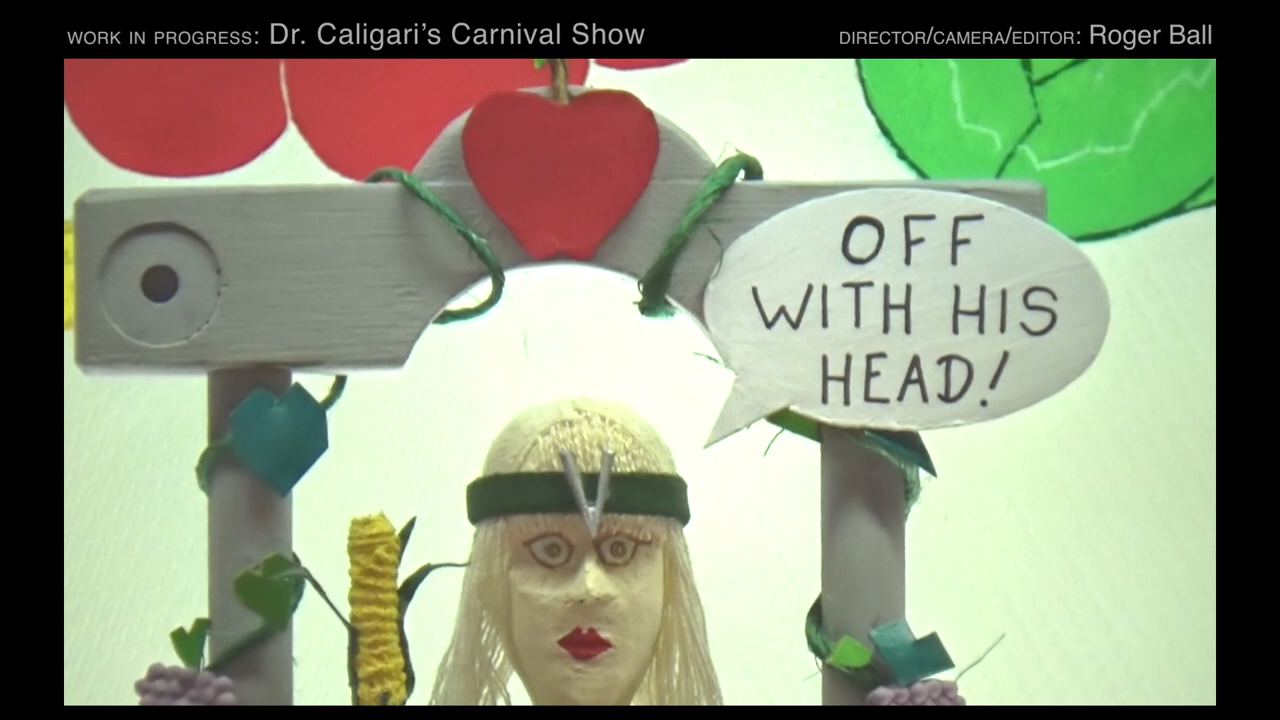 WORK IN PROGRESS: Dr. Caligari's Carnival Show
DIRECTOR/CAMERA/EDITOR: Roger Ball
OFF
WITH HIS
HEAD!
V